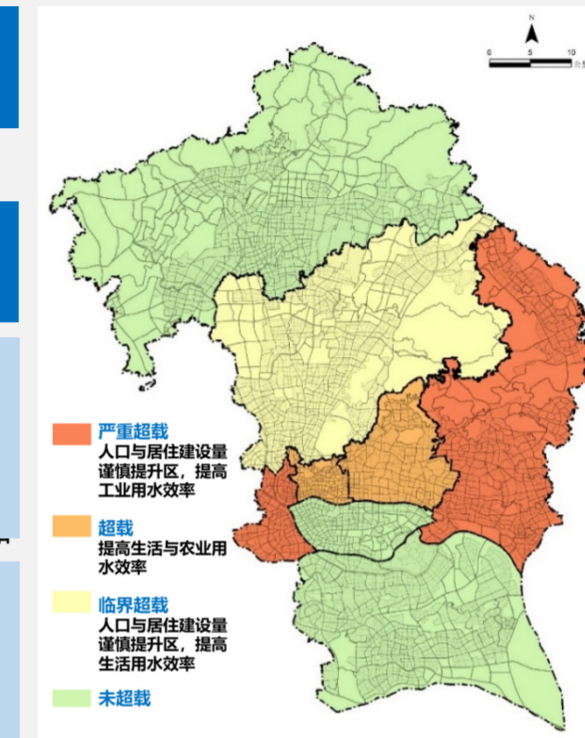 N
0 5 10
严重超载
人口与居住建设量
谨慎提升区，提高
工业用水效率
超载
提高生活与农业用
水效率
临界超载
人口与居住建设量
谨慎提升区，提高
生活用水效率
未超载